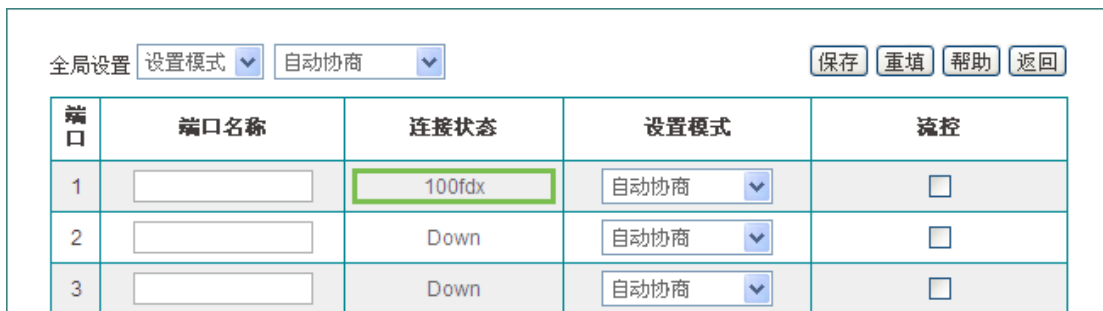 全局设置 设置模式 自动协商 保存 重填 帮助 返回
端口 端口名称 连接状态 设置模式 流控
1 100fdx 自动协商
2 Down 自动协商
3 Down 自动协商